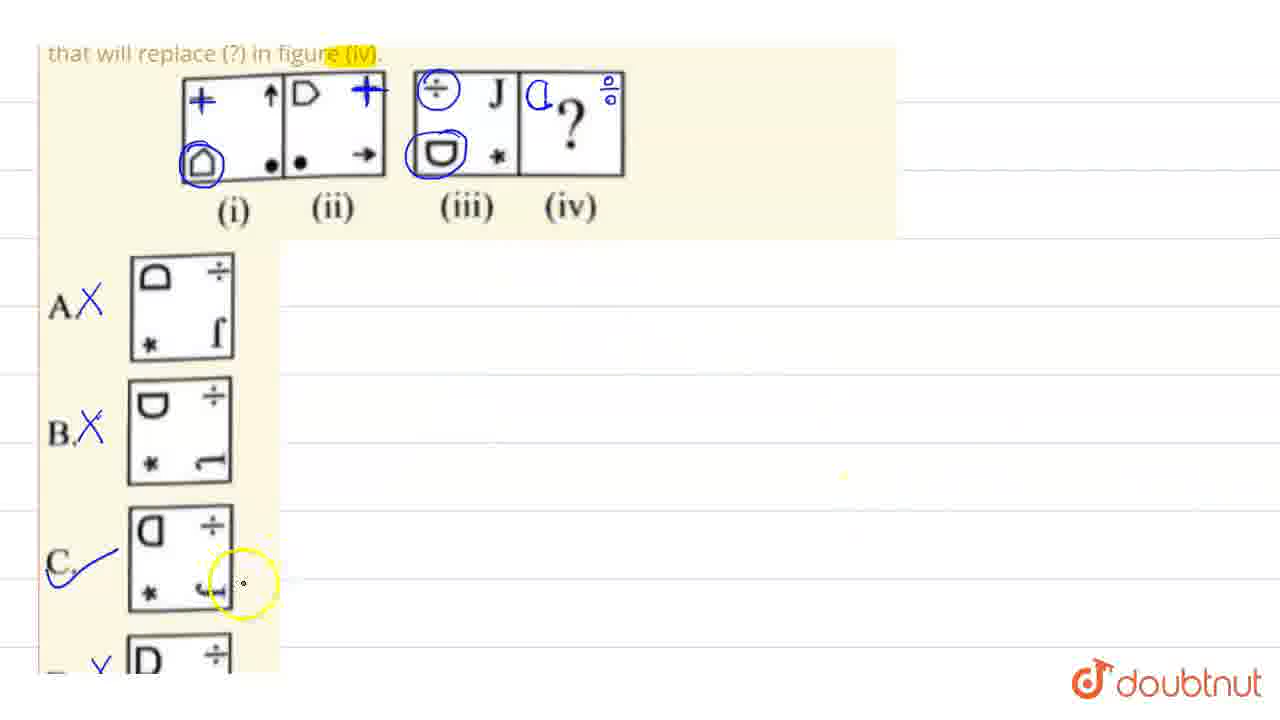 that will replace (?) in figure (iv).
+ ↑ D + ÷ J D ÷
? 
● ● → D *
(i) (ii) (iii) (iv)
A. X D ÷
* J
B. X D ÷
* J
C. D ÷
* J
X D ÷
doubtnut